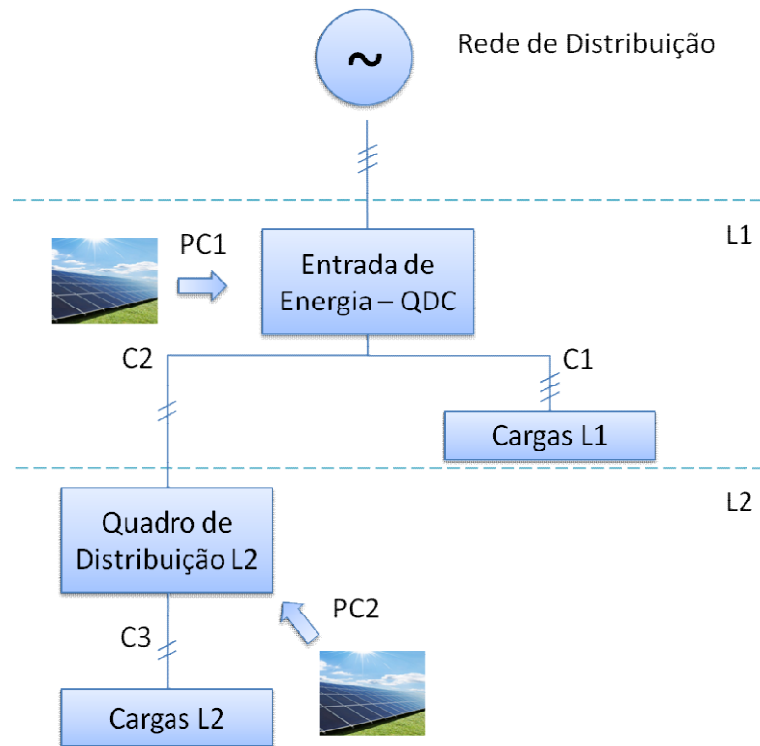 ~
Rede de Distribuição
PC1
Entrada de
Energia – QDC
L1
C2
C1
Cargas L1
L2
Quadro de
Distribuição L2
PC2
C3
Cargas L2